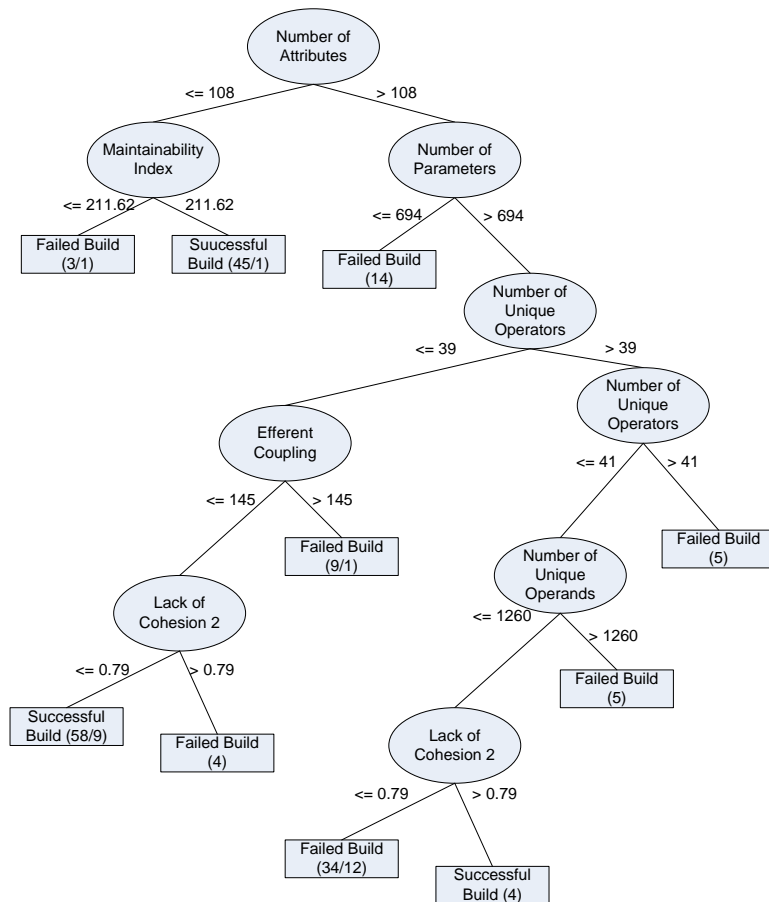 Number of
Attributes
<= 108
> 108
Maintainability
Index
Number of
Parameters
<= 211.62
211.62
<= 694
> 694
Failed Build
(3/1)
Suuccessful
Build (45/1)
Failed Build
(14)
Number of
Unique
Operators
<= 39
> 39
Efferent
Coupling
Number of
Unique
Operators
<= 145
> 145
<= 41
> 41
Failed Build
(9/1)
Number of
Unique
Operands
Failed Build
(5)
Lack of
Cohesion 2
<= 1260
> 1260
<= 0.79
> 0.79
Failed Build
(5)
Successful
Build (58/9)
Failed Build
(4)
Lack of
Cohesion 2
<= 0.79
> 0.79
Failed Build
(34/12)
Successful
Build (4)